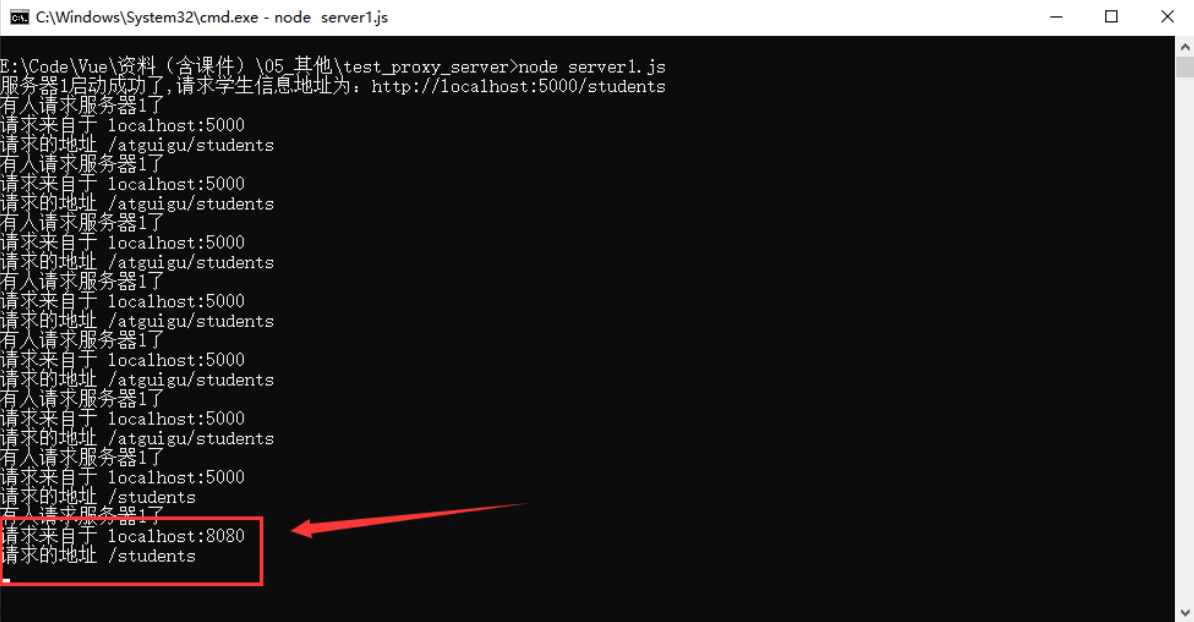 C:\Windows\System32\cmd.exe - node server1.js
E:\Code\Vue\资料（含课件）\05_其他\test_proxy_server>node server1.js
服务器1启动成功了,请求学生信息地址为：http://localhost:5000/students
有人请求服务器1了
请求来自于 localhost:5000
请求的地址 /atguigu/students
有人请求服务器1了
请求来自于 localhost:5000
请求的地址 /atguigu/students
有人请求服务器1了
请求来自于 localhost:5000
请求的地址 /atguigu/students
有人请求服务器1了
请求来自于 localhost:5000
请求的地址 /atguigu/students
有人请求服务器1了
请求来自于 localhost:5000
请求的地址 /atguigu/students
有人请求服务器1了
请求来自于 localhost:5000
请求的地址 /atguigu/students
有人请求服务器1了
请求来自于 localhost:5000
请求的地址 /students
有人请求服务器1了
请求来自于 localhost:8080
请求的地址 /students